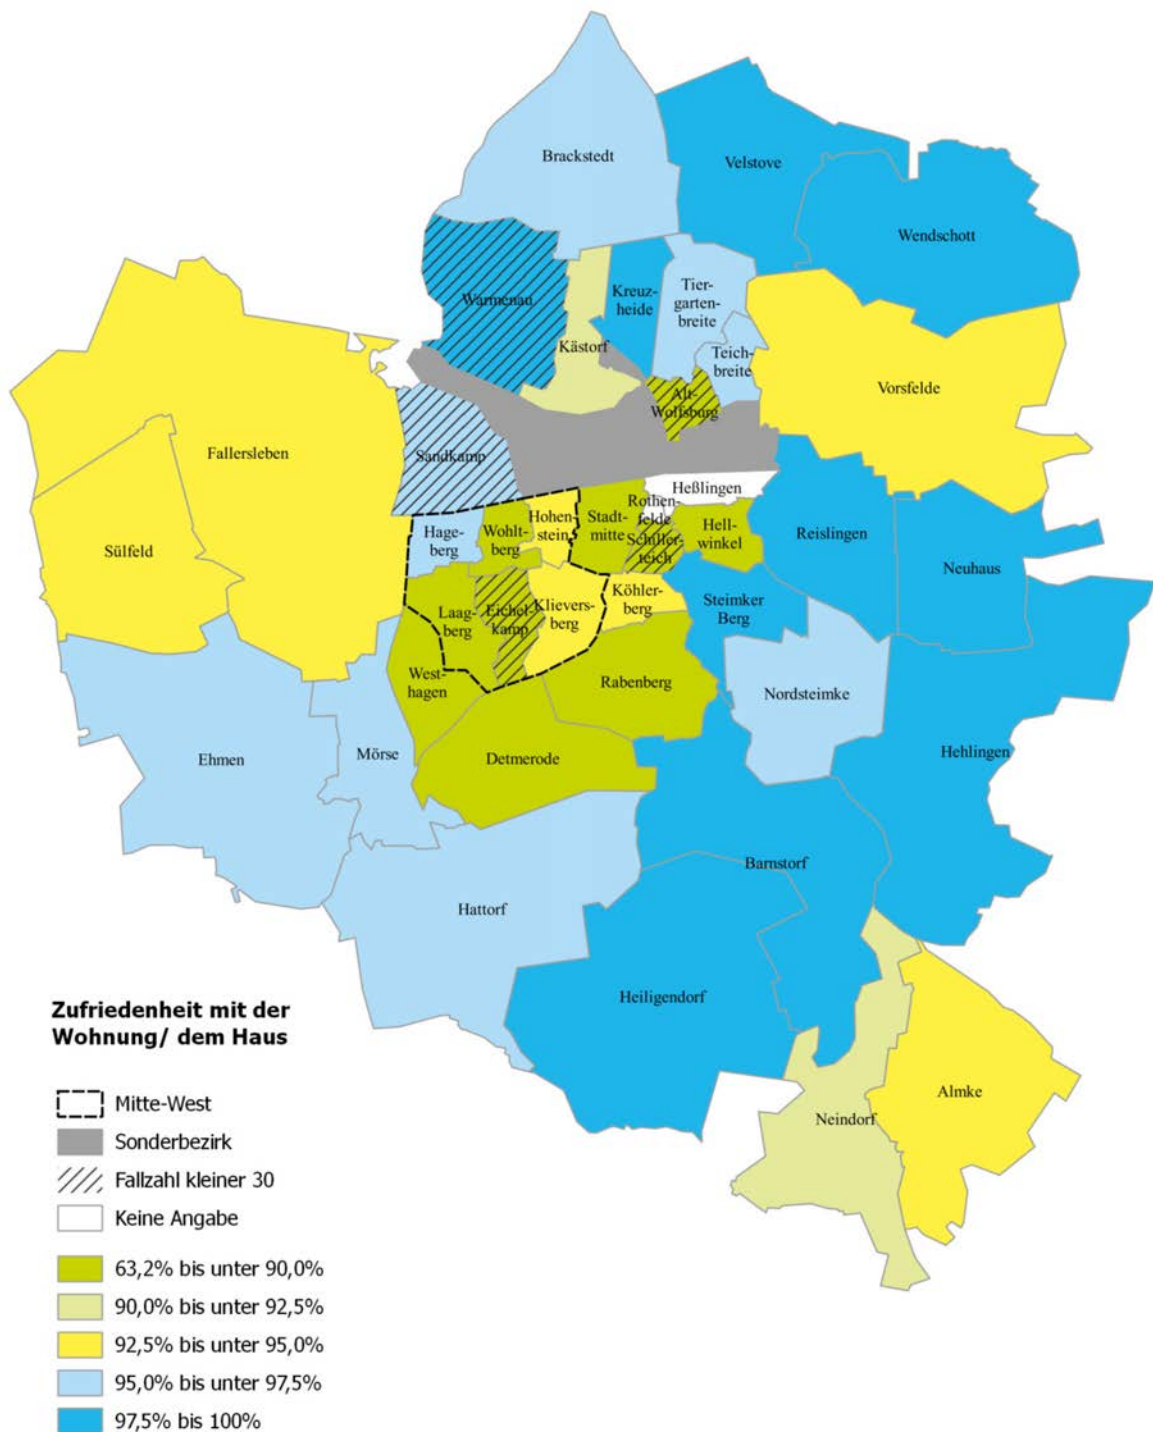 Brackstedt
Velstove
Wendschott
Warmenau
Kreuz-
heide
Tier-
garten-
breite
Kästorf
Teich-
breite
Alt-
Wolfsburg
Vorsfelde
Fallersleben
Sandkamp
Sülfeld
Hage-
berg
Wohlt-
berg
Hohen-
stein
Stadt-
mitte
Rothen-
felde
Heßlingen
Schiller-
teich
Hell-
winkel
Reislingen
Neuhaus
Laag-
berg
Eichel-
kamp
Klievers-
berg
Köhler-
berg
Steimker
Berg
West-
hagen
Rabenberg
Nordsteimke
Hehlingen
Ehmen
Mörse
Detmerode
Barnstorf
Hattorf
Heiligendorf
Almke
Neindorf
Zufriedenheit mit der
Wohnung/ dem Haus
Mitte-West
Sonderbezirk
Fallzahl kleiner 30
Keine Angabe
63,2% bis unter 90,0%
90,0% bis unter 92,5%
92,5% bis unter 95,0%
95,0% bis unter 97,5%
97,5% bis 100%